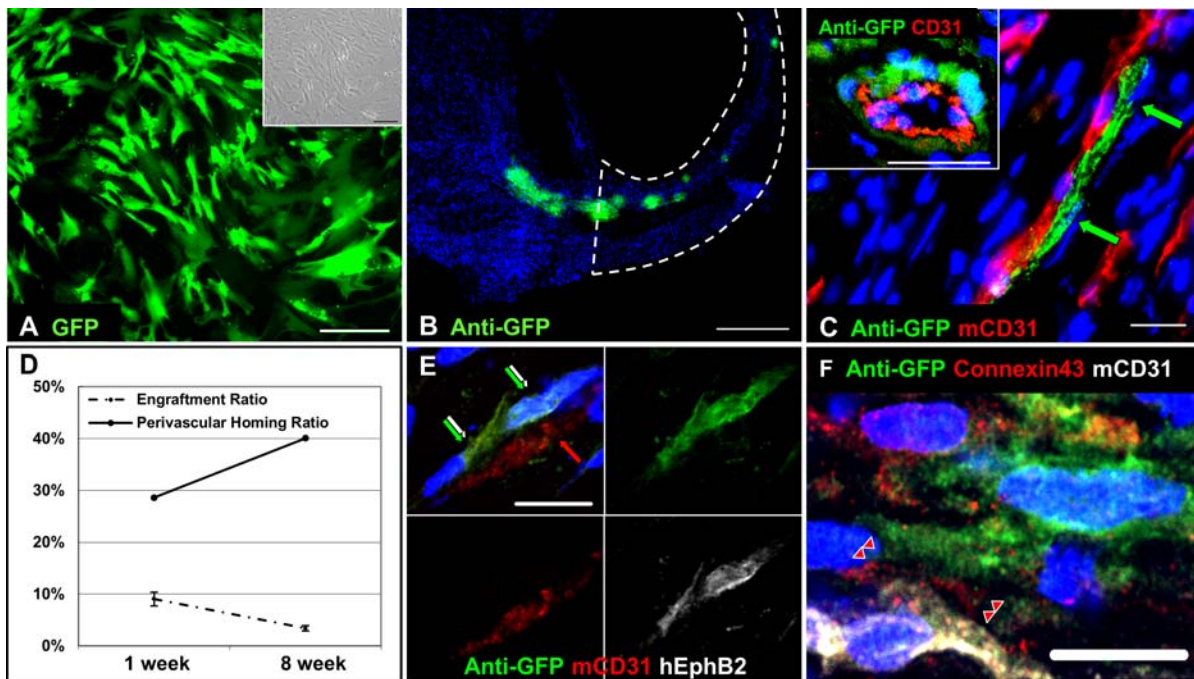 A GFP
B Anti-GFP
Anti-GFP CD31
C Anti-GFP mCD31
D
50%
40%
30%
20%
10%
0%
Engraftment Ratio
Perivascular Homing Ratio
1 week
8 week
E
Anti-GFP mCD31 hEphB2
F Anti-GFP Connexin43 mCD31